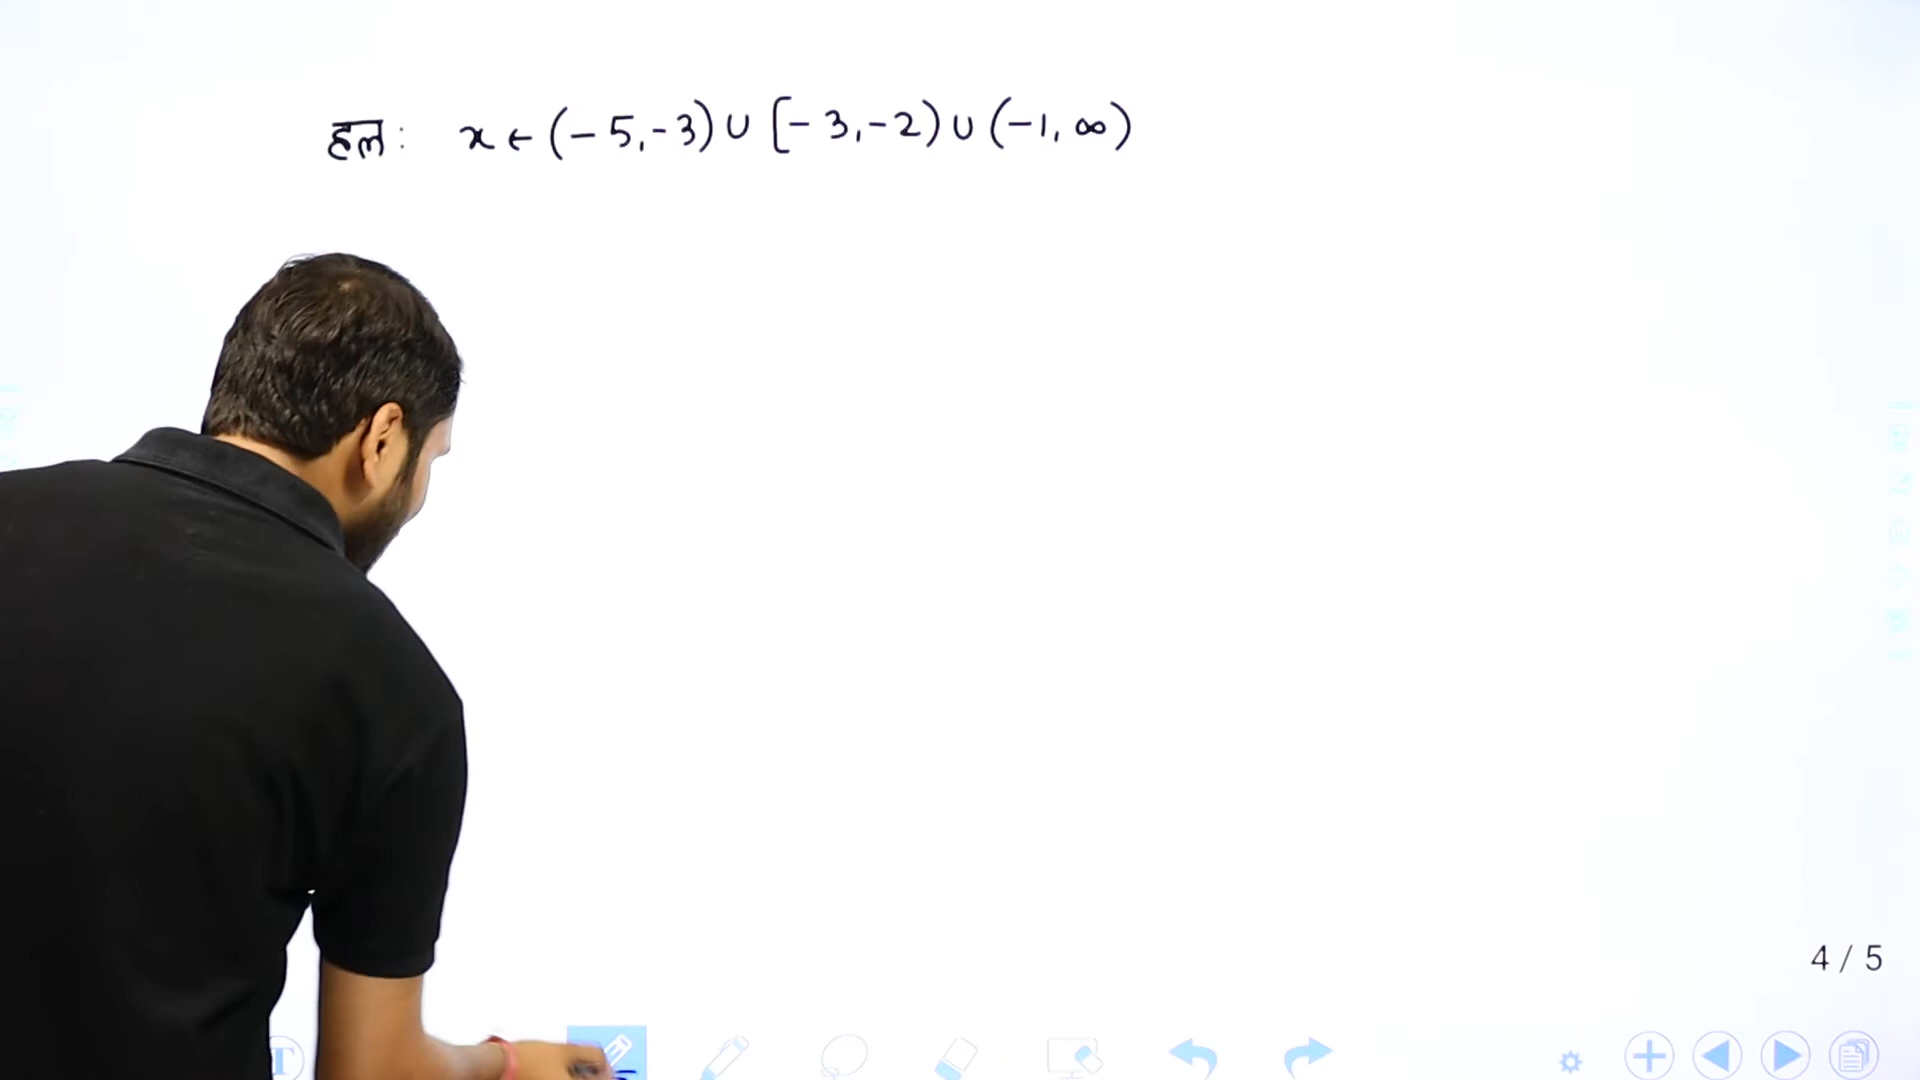 हल: x ← (-5,-3) ∪ [-3,-2) ∪ (-1, ∞)
4 / 5
T